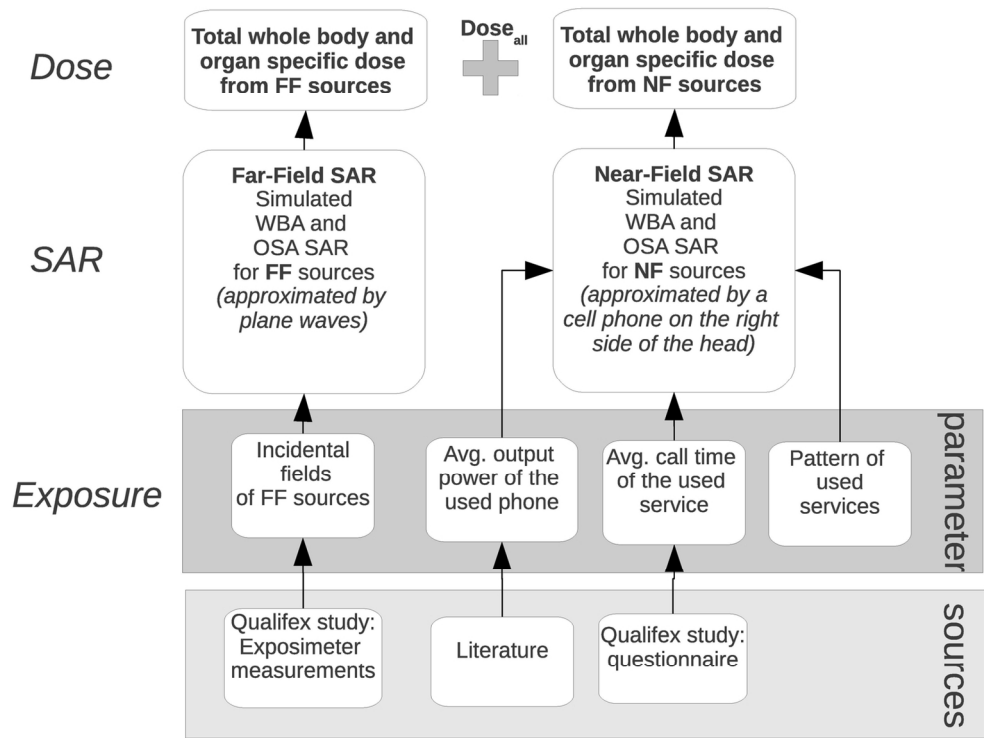 Dose
Total whole body and
organ specific dose
from FF sources
Dose all
Total whole body and
organ specific dose
from NF sources
SAR
Far-Field SAR
Simulated
WBA and
OSA SAR
for FF sources
(approximated by
plane waves)
Near-Field SAR
Simulated
WBA and
OSA SAR
for NF sources
(approximated by a
cell phone on the right
side of the head)
Exposure
Incidental
fields
of FF sources
Avg. output
power of the
used phone
Avg. call time
of the used
service
Pattern of
used
services
parameter
Qualifex study:
Exposimeter
measurements
Literature
Qualifex study:
questionnaire
sources